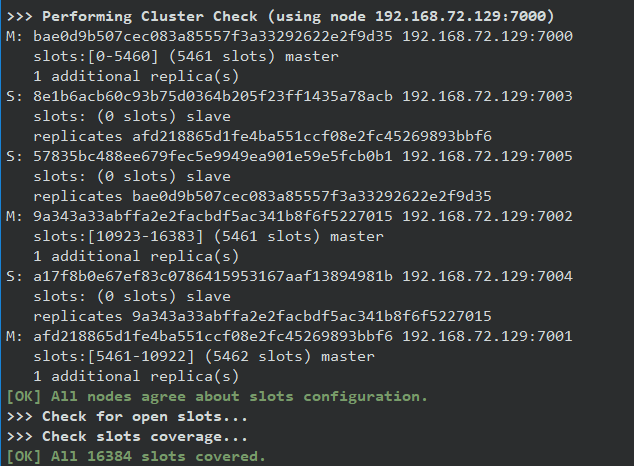 >>> Performing Cluster Check (using node 192.168.72.129:7000)
M: bae0d9b507cec083a85557f3a33292622e2f9d35 192.168.72.129:7000
   slots:[0-5460] (5461 slots) master
   1 additional replica(s)
S: 8e1b6acb60c93b75d0364b205f23ff1435a78acb 192.168.72.129:7003
   slots: (0 slots) slave
   replicates afd218865d1fe4ba551ccf08e2fc45269893bbf6
S: 57835bc488ee679fec5e9949ea901e59e5fcb0b1 192.168.72.129:7005
   slots: (0 slots) slave
   replicates bae0d9b507cec083a85557f3a33292622e2f9d35
M: 9a343a33abffa2e2facbdf5ac341b8f6f5227015 192.168.72.129:7002
   slots:[10923-16383] (5461 slots) master
   1 additional replica(s)
S: a17f8b0e67ef83c0786415953167aaf13894981b 192.168.72.129:7004
   slots: (0 slots) slave
   replicates 9a343a33abffa2e2facbdf5ac341b8f6f5227015
M: afd218865d1fe4ba551ccf08e2fc45269893bbf6 192.168.72.129:7001
   slots:[5461-10922] (5462 slots) master
   1 additional replica(s)
[OK] All nodes agree about slots configuration.
>>> Check for open slots...
>>> Check slots coverage...
[OK] All 16384 slots covered.